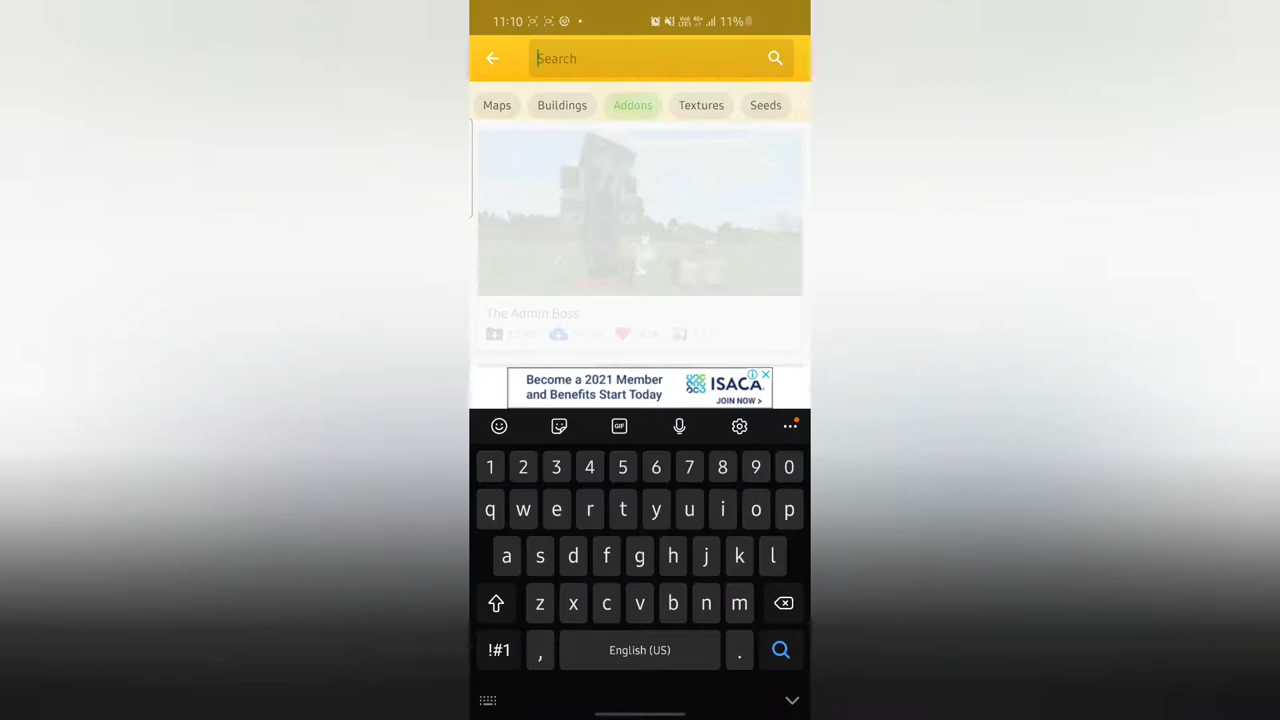 11:10 11%
Search
Maps Buildings Addons Textures Seeds
The Admin Boss
Become a 2021 Member
and Benefits Start Today
ISACA
JOIN NOW >
GIF
1 2 3 4 5 6 7 8 9 0
q w e r t y u i o p
a s d f g h j k l
z x c v b n m
!#1 , English (US) .